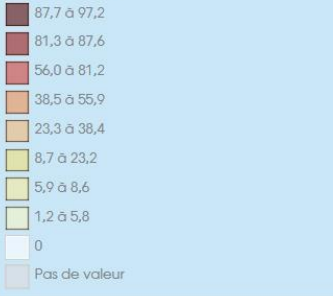 87,7 à 97,2
81,3 à 87,6
56,0 à 81,2
38,5 à 55,9
23,3 à 38,4
8,7 à 23,2
5,9 à 8,6
1,2 à 5,8
0
Pas de valeur